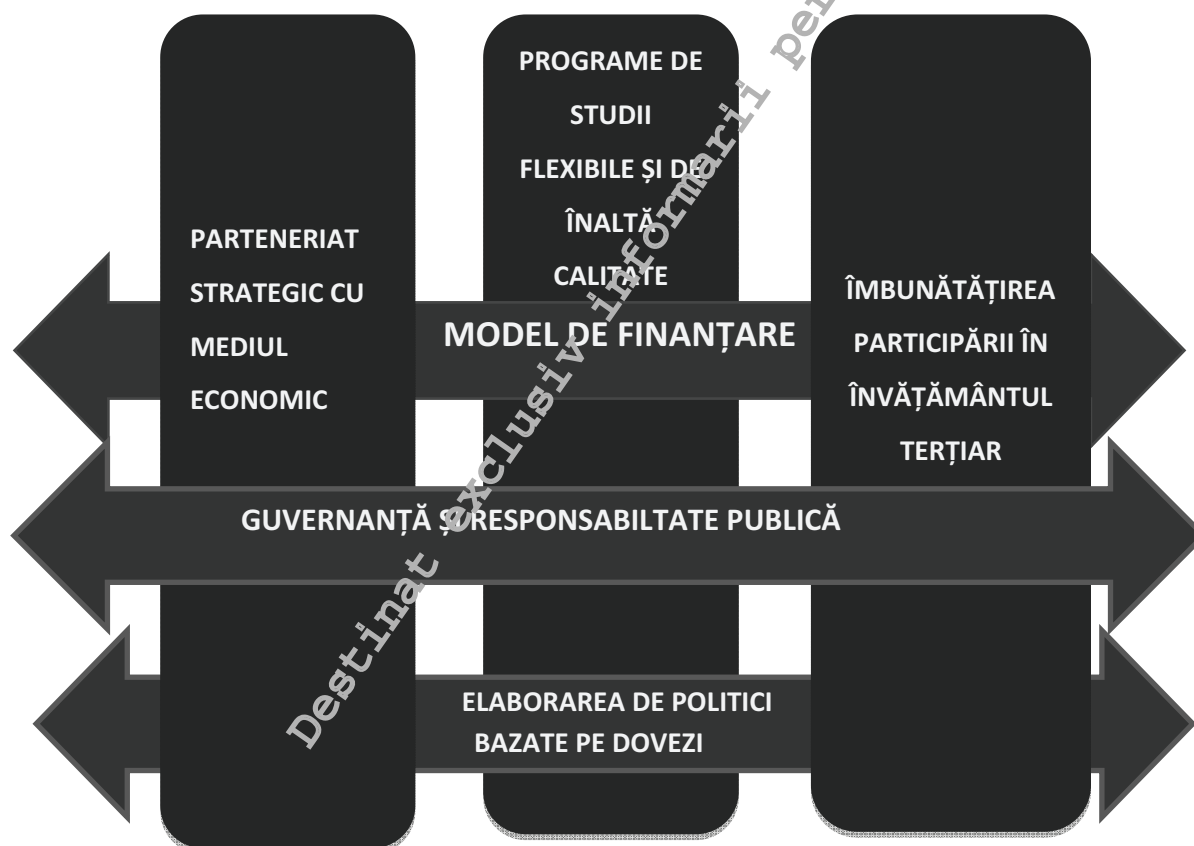 PROGRAME DE
STUDII
FLEXIBILE ȘI DE
ÎNALTĂ
CALITATE
PARTENERIAT
STRATEGIC CU
MEDIUL
ECONOMIC
ÎMBUNĂTĂȚIREA
PARTICIPĂRII ÎN
ÎNVĂȚĂMÂNTUL
TERȚIAR
MODEL DE FINANȚARE
GUVERNANȚĂ ȘI RESPONSABILTATE PUBLICĂ
ELABORAREA DE POLITICI
BAZATE PE DOVEZI
Destinat exclusiv informarii